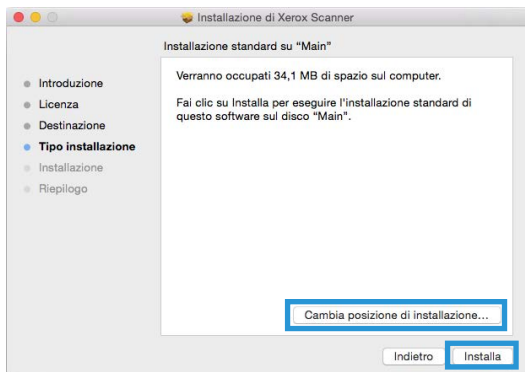 Installazione di Xerox Scanner
Installazione standard su “Main”
Introduzione
Licenza
Destinazione
Tipo installazione
Installazione
Riepilogo
Verranno occupati 34,1 MB di spazio sul computer.
Fai clic su Installa per eseguire l'installazione standard di
questo software sul disco “Main”.
Cambia posizione di installazione...
Indietro
Installa